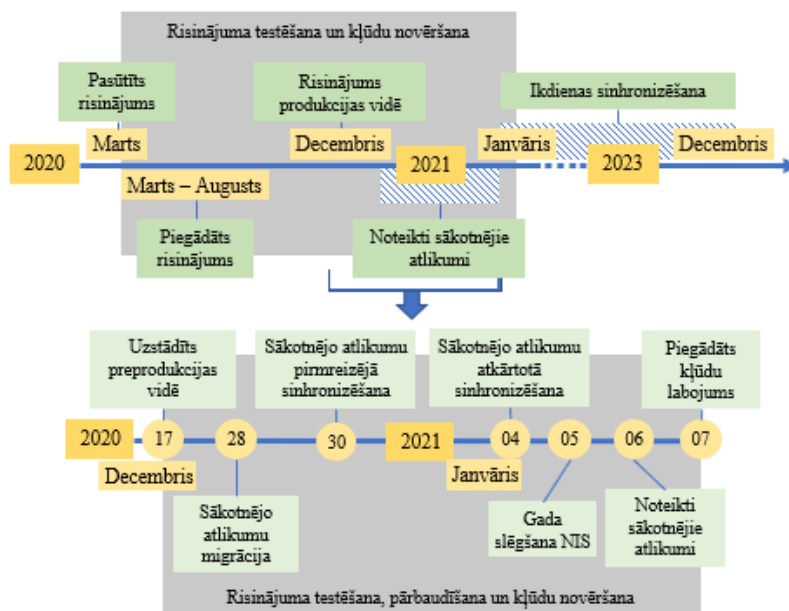 Risinājuma testēšana un kļūdu novēršana
Pasūtīts
risinājums
Risinājums
produkcijas vidē
Ikdienas sinhronizēšana
Marts
Decembris
Janvāris
Decembris
2020
2021
2023
Marts – Augusts
Piegādāts
risinājums
Noteikti sākotnējie
atlikumi
Uzstādīts
preprodukcijas
vidē
Sākotnējo atlikumu
pirmreizējā
sinhronizēšana
Sākotnējo atlikumu
atkārtotā
sinhronizēšana
Piegādāts
kļūdu
labojums
2020
17
28
30
2021
04
05
06
07
Decembris
Janvāris
Sākotnējo
atlikumu
migrācija
Gada
slēgšana NIS
Noteikti
sākotnējie
atlikumi
Risinājuma testēšana, pārbaudīšana un kļūdu novēršana